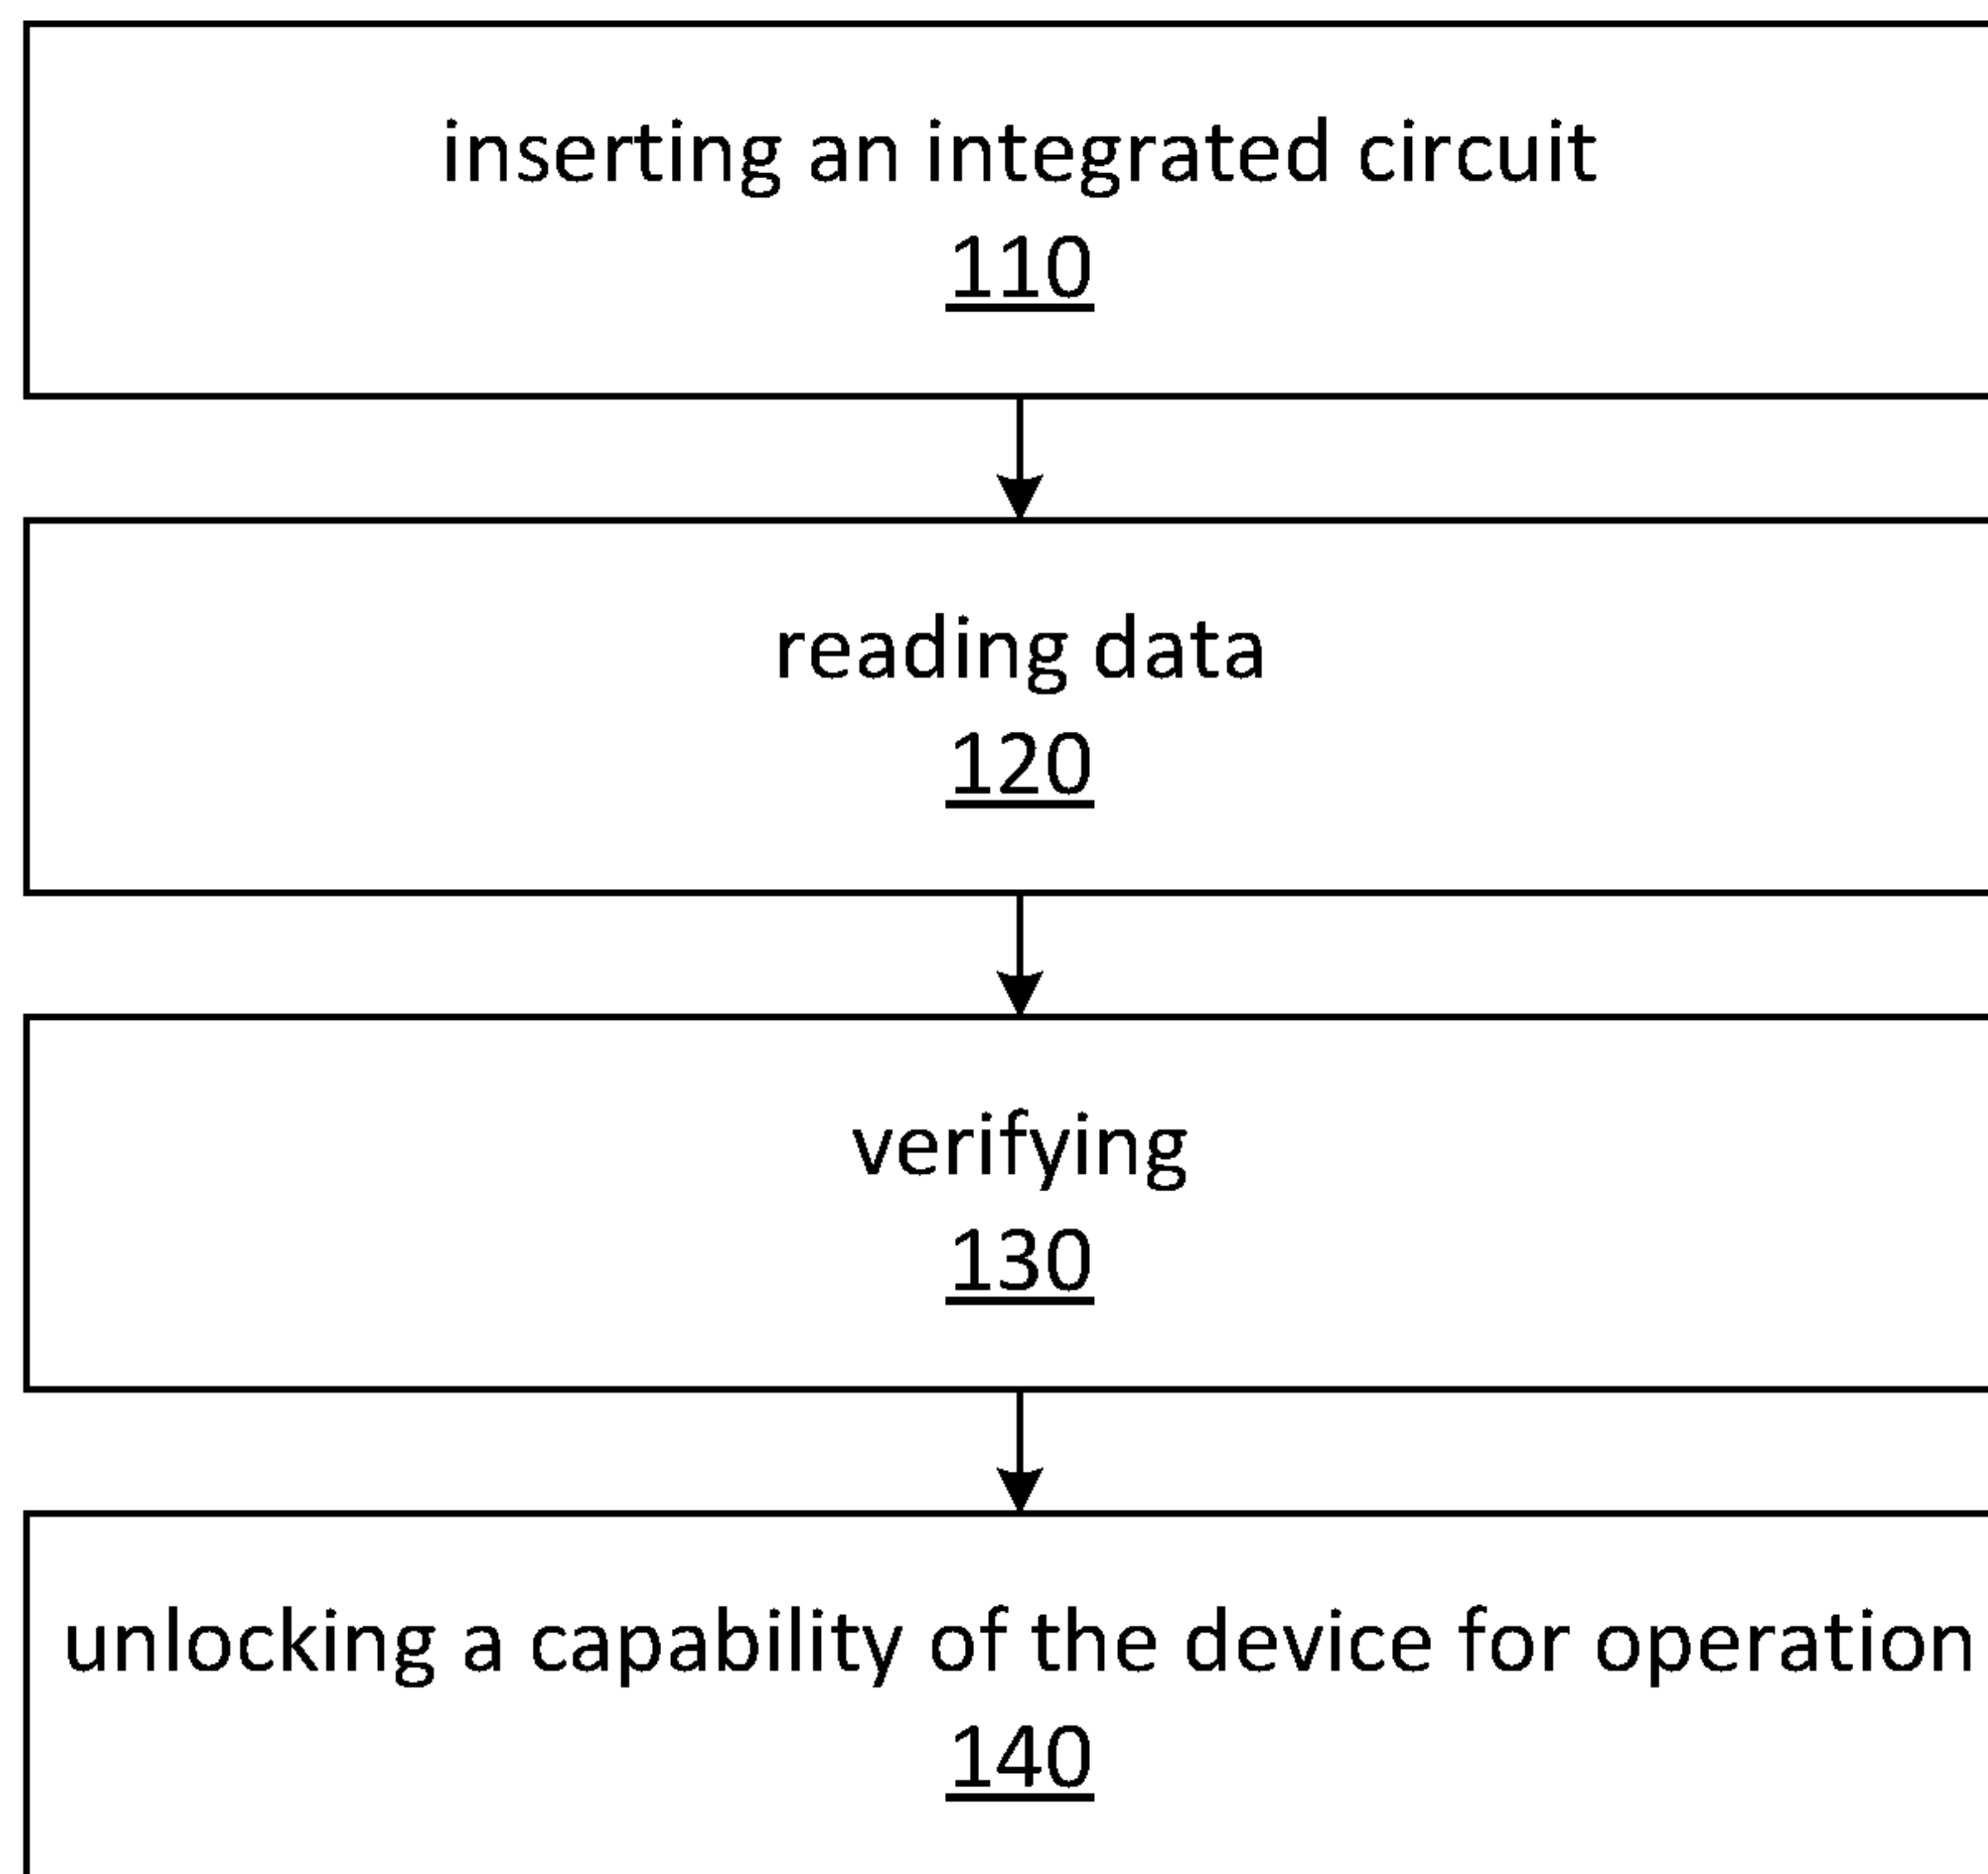 inserting an integrated circuit
110
reading data
120
verifying
130
unlocking a capability of the device for operation
140